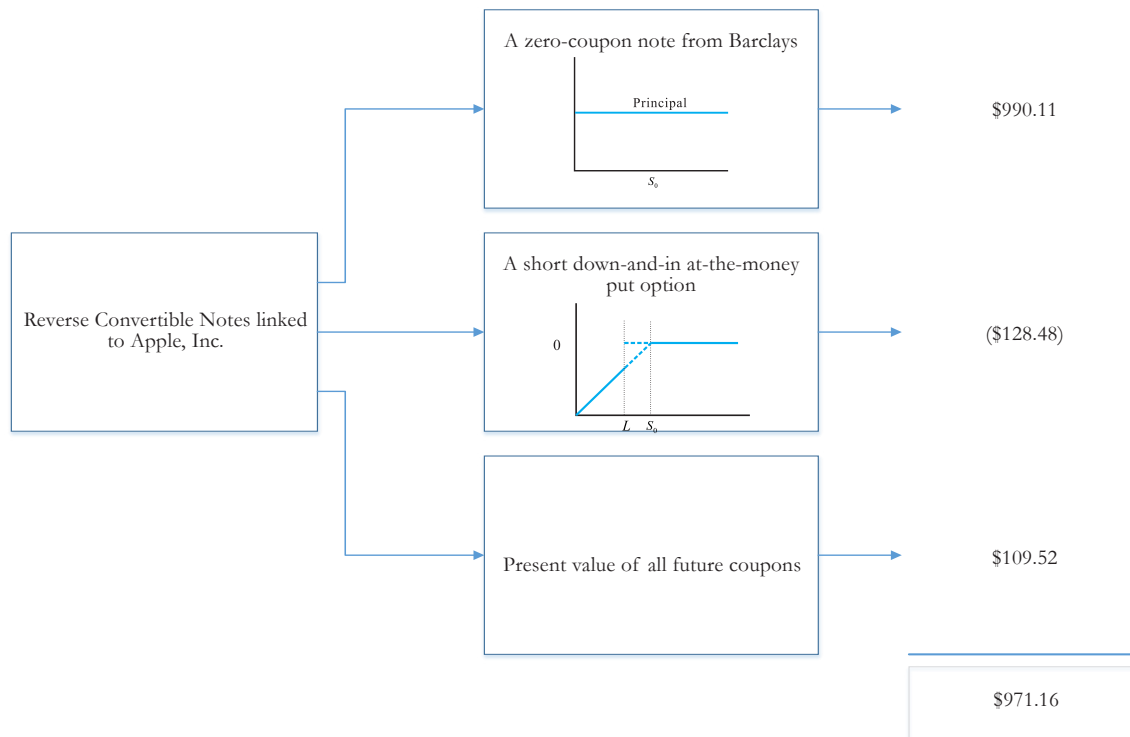 A zero-coupon note from Barclays
Principal
S₀
$990.11
Reverse Convertible Notes linked
to Apple, Inc.
A short down-and-in at-the-money
put option
0
L S₀
($128.48)
Present value of all future coupons
$109.52
$971.16